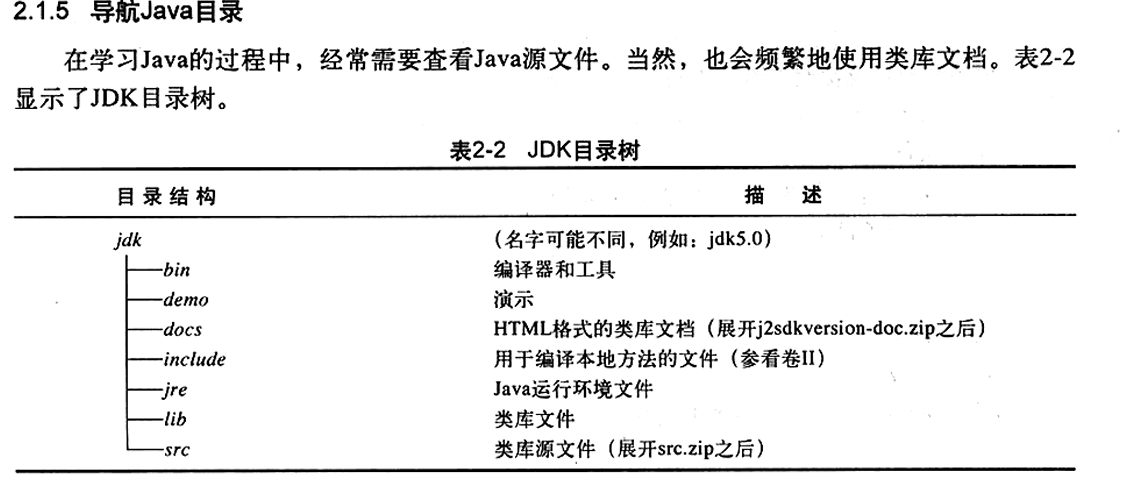 2.1.5 导航Java目录
在学习Java的过程中，经常需要查看Java源文件。当然，也会频繁地使用类库文档。表2-2
显示了JDK目录树。
表2-2 JDK目录树
目录结构 描 述
jdk (名字可能不同，例如：jdk5.0)
bin 编译器和工具
demo 演示
docs HTML格式的类库文档（展开j2sdkversion-doc.zip之后）
include 用于编译本地方法的文件（参看卷II）
jre Java运行环境文件
lib 类库文件
src 类库源文件（展开src.zip之后）